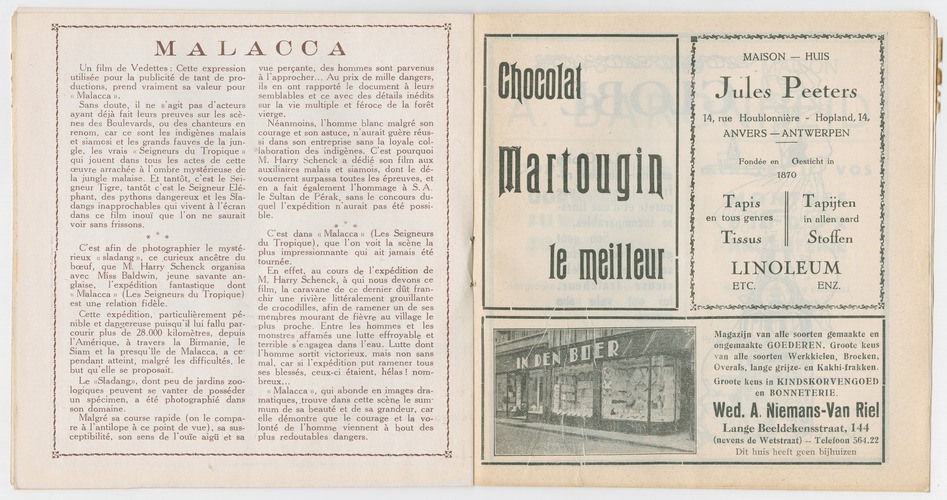 MALACCA
Un film de Vedettes : Cette expression
utilisée pour la publicité de tant de pro-
ductions, prend vraiment sa valeur pour
« Malacca ».
Sans doute, il ne s'agit pas d'acteurs
ayant déjà fait leurs preuves sur les scè-
nes des Boulevards, ou des chanteurs en
renom, car ce sont les indigènes malais
et siamosi et les grands fauves de la jun-
gle, les vrais « Seigneurs du Tropique »
qui jouent dans tous les actes de cette
œuvre arrachée à l'ombre mystérieuse de
la jungle malaise. Et tantôt, c'est le Sei-
gneur Tigre, tantôt c'est le Seigneur Elé-
phant, des pythons dangereux et les Sla-
dangs inapprochables qui vivent à l'écran
dans ce film inouï que l'on ne saurait
voir sans frissons.
* * *
C'est afin de photographier le mysté-
rieux « sladang », ce curieux ancêtre du
bœuf, que M. Harry Schenck organisa
avec Miss Baldwin, jeune savante an-
glaise, l'expédition fantastique dont
« Malacca » (Les Seigneurs du Tropique)
est une relation fidèle.
Cette expédition, particulièrement pé-
nible et dangereuse puisqu'il lui fallu par-
courir plus de 28.000 kilomètres, depuis
l'Amérique, à travers la Birmanie, le
Siam et la presqu'île de Malacca, a ce-
pendant atteint, malgré les difficultés, le
but qu'elle se proposait.
Le «Sladang», dont peu de jardins zoo-
logiques peuvent se vanter de posséder
un spécimen, a été photographié dans
son domaine.
Malgré sa course rapide (on le compa-
re à l'antilope à ce point de vue), sa sus-
ceptibilité, son sens de l'ouïe aigü et sa
vue perçante, des hommes sont parvenus
à l'approcher... Au prix de mille dangers,
ils en ont rapporté le document à leurs
semblables et ce avec des détails inédits
sur la vie multiple et féroce de la forêt
vierge.
Néanmoins, l'homme blanc malgré son
courage et son astuce, n'aurait guère réus-
si dans son entreprise sans la loyale col-
laboration des indigènes. C'est pourquoi
M. Harry Schenck a dédié son film aux
auxiliaires malais et siamois, dont le dé-
vouement surpassa toutes les épreuves, et
en a fait également l'hommage à S. A.
le Sultan de Pérak, sans le concours du-
quel l'expédition n'aurait pas été possi-
ble.
* * *
C'est dans « Malacca » (Les Seigneurs
du Tropique), que l'on voit la scène la
plus impressionnante qui ait jamais été
tournée.
En effet, au cours de l'expédition de
M. Harry Schenck, à qui nous devons ce
film, la caravane de ce dernier dût fran-
chir une rivière littéralement grouillante
de crocodilles, afin de ramener un de ses
membres mourant de fièvre au village le
plus proche. Entre les hommes et les
monstres affamés une lutte effroyable et
terrible s'engagea dans l'eau. Lutte dont
l'homme sortit victorieux, mais non sans
mal, car si l'expédition put ramener tous
ses blessés, ceux-ci étaient, hélas ! nom-
breux...
« Malacca », qui abonde en images dra-
matiques, trouve dans cette scène le sum-
mum de sa beauté et de sa grandeur, car
elle démontre que le courage et la vo-
lonté de l'homme viennent à bout des
plus redoutables dangers.
Chocolat
Martougin
le meilleur
MAISON — HUIS
Jules Peeters
14, rue Houblonnière - Hopland, 14,
ANVERS — ANTWERPEN
Fondée en Gesticht in
1870
Tapis Tapijten
en tous genres in allen aard
Tissus Stoffen
LINOLEUM
ETC. ENZ.
IN DEN BOER
Magazijn van alle soorten gemaakte en
ongemaakte GOEDEREN. Groote keus
van alle soorten Werkkielen, Brocken,
Overals, lange grijze- en Kakhi-frakken.
Groote keus in KINDSKORVENGOED
en BONNETERIE.
Wed. A. Niemans-Van Riel
Lange Beeldekensstraat, 144
(nevens de Wetstraat) — Telefoon 564.22
Dit huis heeft geen bijhuizen